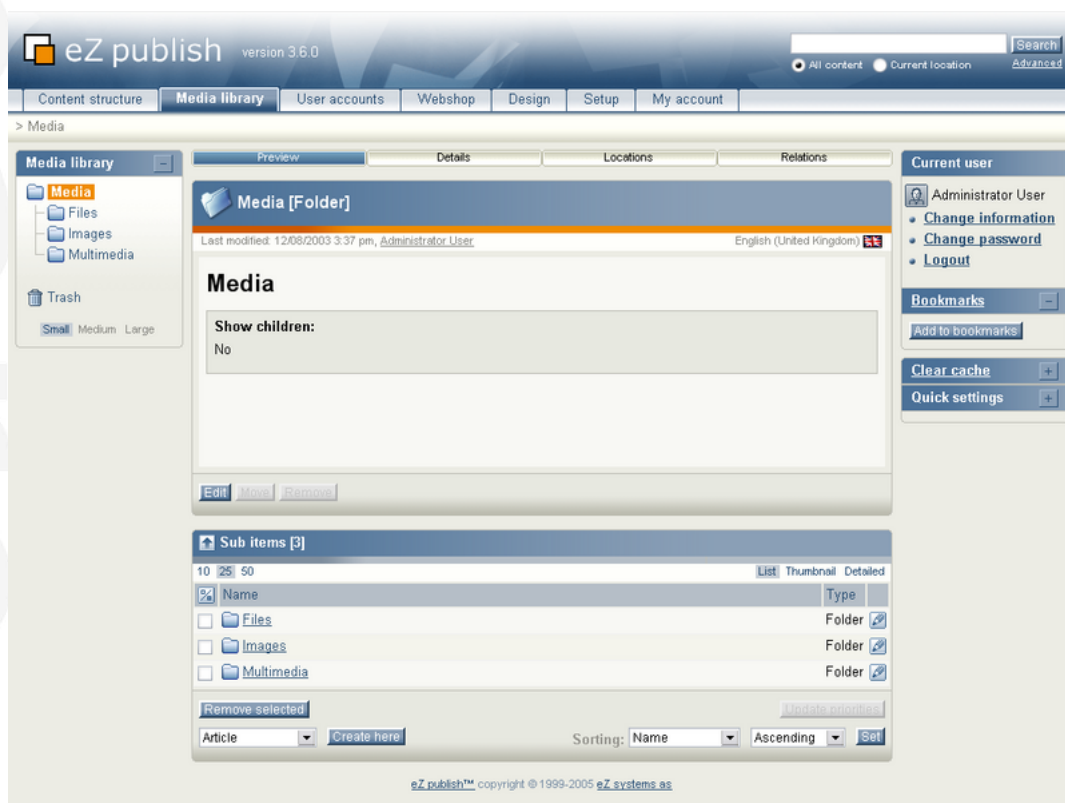 eZ publish version 3.6.0
Search
All content Current location Advanced
Content structure Media library User accounts Webshop Design Setup My account
> Media
Media library
Media
Files
Images
Multimedia
Trash
Small Medium Large
Preview Details Locations Relations
Media [Folder]
Last modified: 12/08/2003 3:37 pm, Administrator User English (United Kingdom)
Media
Show children:
No
Edit Move Remove
Sub items [3]
10 25 50 List Thumbnail Detailed
Name Type
Files Folder
Images Folder
Multimedia Folder
Remove selected Update priorities
Article Create here Sorting: Name Ascending Set
Current user
Administrator User
Change information
Change password
Logout
Bookmarks
Add to bookmarks
Clear cache
Quick settings
eZ publish™ copyright © 1999-2005 eZ systems as